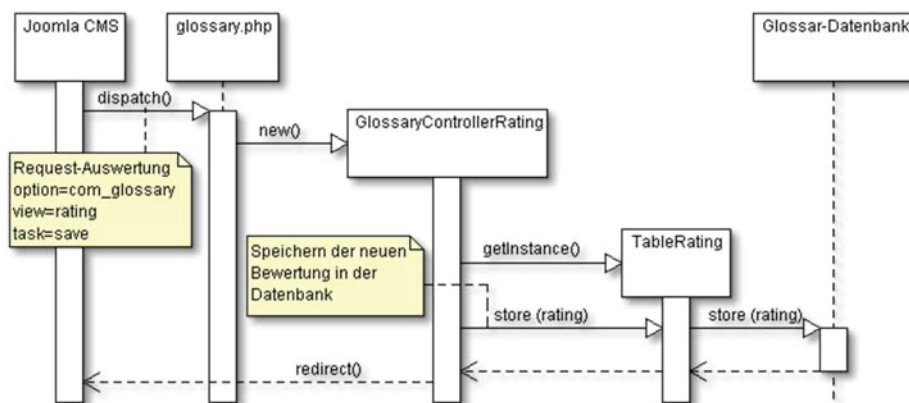 Joomla CMS
glossary.php
Glossar-Datenbank
dispatch()
new()
GlossaryControllerRating
Request-Auswertung
option=com_glossary
view=rating
task=save
Speichern der neuen
Bewertung in der
Datenbank
getInstance()
TableRating
store (rating)
store (rating)
redirect()